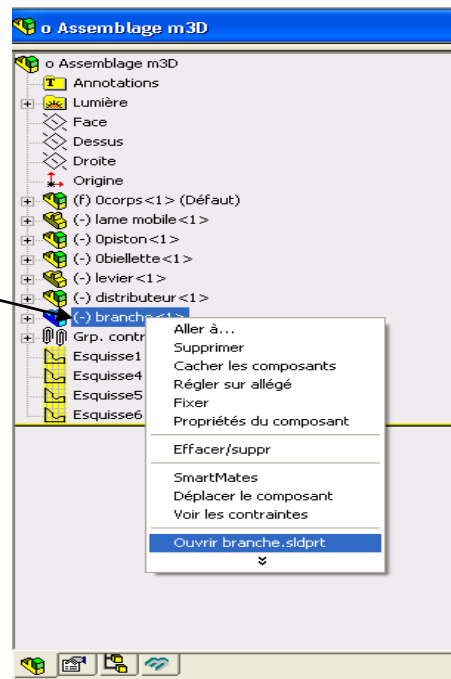 o Assemblage m3D
o Assemblage m3D
Annotations
Lumière
Face
Dessus
Droite
Origine
(f) 0corps<1> (Défaut)
(-) lame mobile<1>
(-) 0piston<1>
(-) 0biellette<1>
(-) levier<1>
(-) distributeur<1>
(-) branche<1>
Grp. contr
Esquisse1
Esquisse4
Esquisse5
Esquisse6
Aller à...
Supprimer
Cacher les composants
Régler sur allégé
Fixer
Propriétés du composant
Effacer/suppr
SmartMates
Déplacer le composant
Voir les contraintes
Ouvrir branche.sldprt